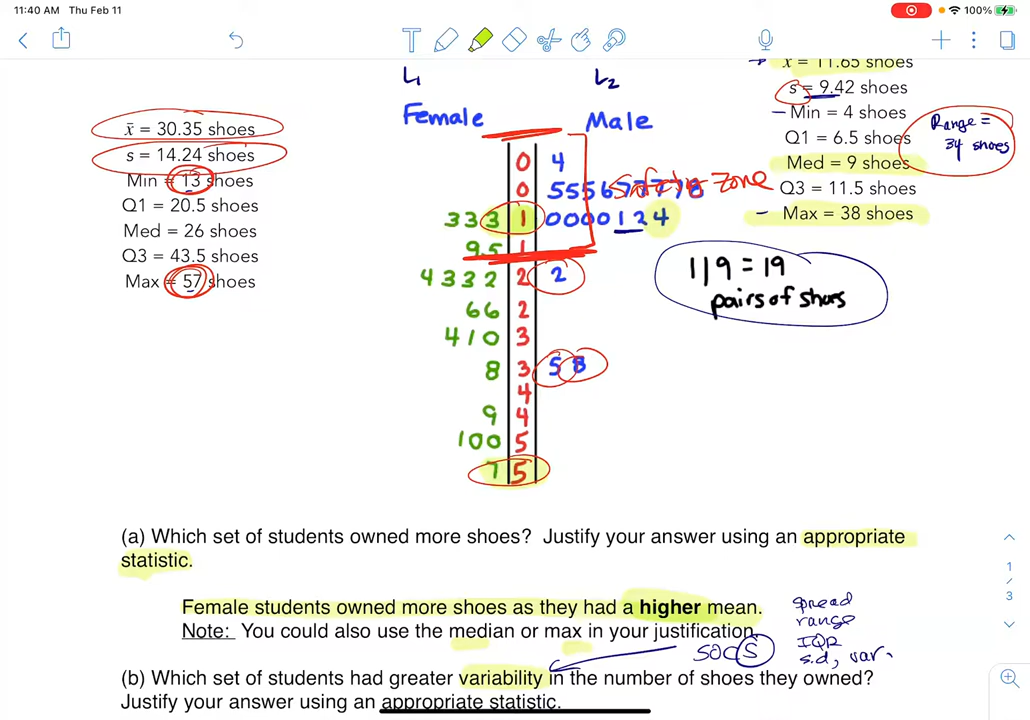 11:40 AM Tue Feb 11
100%
L1
L2
x̄ = 11.65 shoes
s = 9.42 shoes
Min = 4 shoes
Q1 = 6.5 shoes
Med = 9 shoes
Q3 = 11.5 shoes
Max = 38 shoes
Range =
34 shoes
x̄ = 30.35 shoes
s = 14.24 shoes
Min = 13 shoes
Q1 = 20.5 shoes
Med = 26 shoes
Q3 = 43.5 shoes
Max = 57 shoes
Female Male
0 4
0 555677778
Safety zone
333 1 0000124
95 1
4332 2 2
66 2
410 3
8 3 58
4
9 4
100 5
7 5
1|9 = 19
pairs of shoes
(a) Which set of students owned more shoes? Justify your answer using an appropriate
statistic.
Female students owned more shoes as they had a higher mean.
Note: You could also use the median or max in your justification.
SOCS
spread
range
IQR
s.d, var.
1
/
3
(b) Which set of students had greater variability in the number of shoes they owned?
Justify your answer using an appropriate statistic.